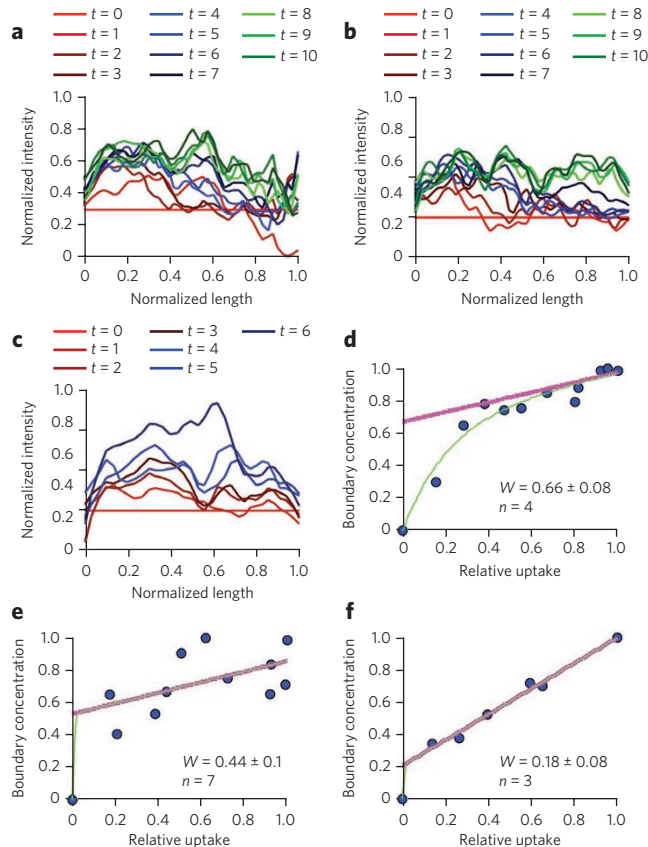 a
t = 0
t = 4
t = 8
t = 1
t = 5
t = 9
t = 2
t = 6
t = 10
t = 3
t = 7
Normalized intensity
1.0
0.8
0.6
0.4
0.2
0
0
0.2
0.4
0.6
0.8
1.0
Normalized length
b
t = 0
t = 4
t = 8
t = 1
t = 5
t = 9
t = 2
t = 6
t = 10
t = 3
t = 7
Normalized intensity
1.0
0.8
0.6
0.4
0.2
0
0
0.2
0.4
0.6
0.8
1.0
Normalized length
c
t = 0
t = 3
t = 6
t = 1
t = 4
t = 2
t = 5
Normalized intensity
1.0
0.8
0.6
0.4
0.2
0
0
0.2
0.4
0.6
0.8
1.0
Normalized length
d
Boundary concentration
1.0
0.8
0.6
0.4
0.2
0
W = 0.66 ± 0.08
n = 4
0
0.2
0.4
0.6
0.8
1.0
Relative uptake
e
Boundary concentration
1.0
0.8
0.6
0.4
0.2
0
W = 0.44 ± 0.1
n = 7
0
0.2
0.4
0.6
0.8
1.0
Relative uptake
f
Boundary concentration
1.0
0.8
0.6
0.4
0.2
0
W = 0.18 ± 0.08
n = 3
0
0.2
0.4
0.6
0.8
1.0
Relative uptake